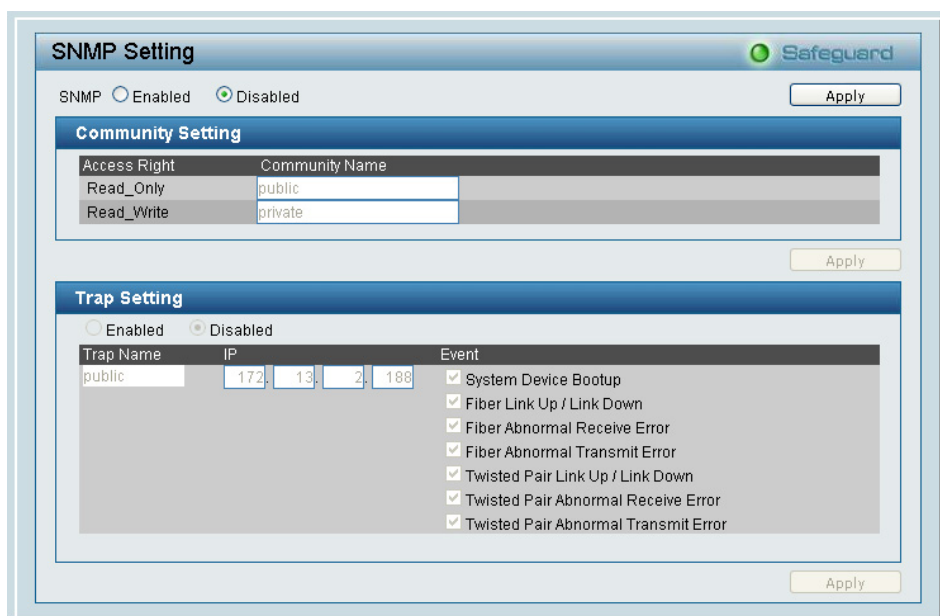 SNMP Setting Safeguard
SNMP Enabled Disabled Apply
Community Setting
Access Right Community Name
Read_Only public
Read_Write private
Apply
Trap Setting
Enabled Disabled
Trap Name IP Event
public 172. 13. 2. 188 System Device Bootup
Fiber Link Up / Link Down
Fiber Abnormal Receive Error
Fiber Abnormal Transmit Error
Twisted Pair Link Up / Link Down
Twisted Pair Abnormal Receive Error
Twisted Pair Abnormal Transmit Error
Apply